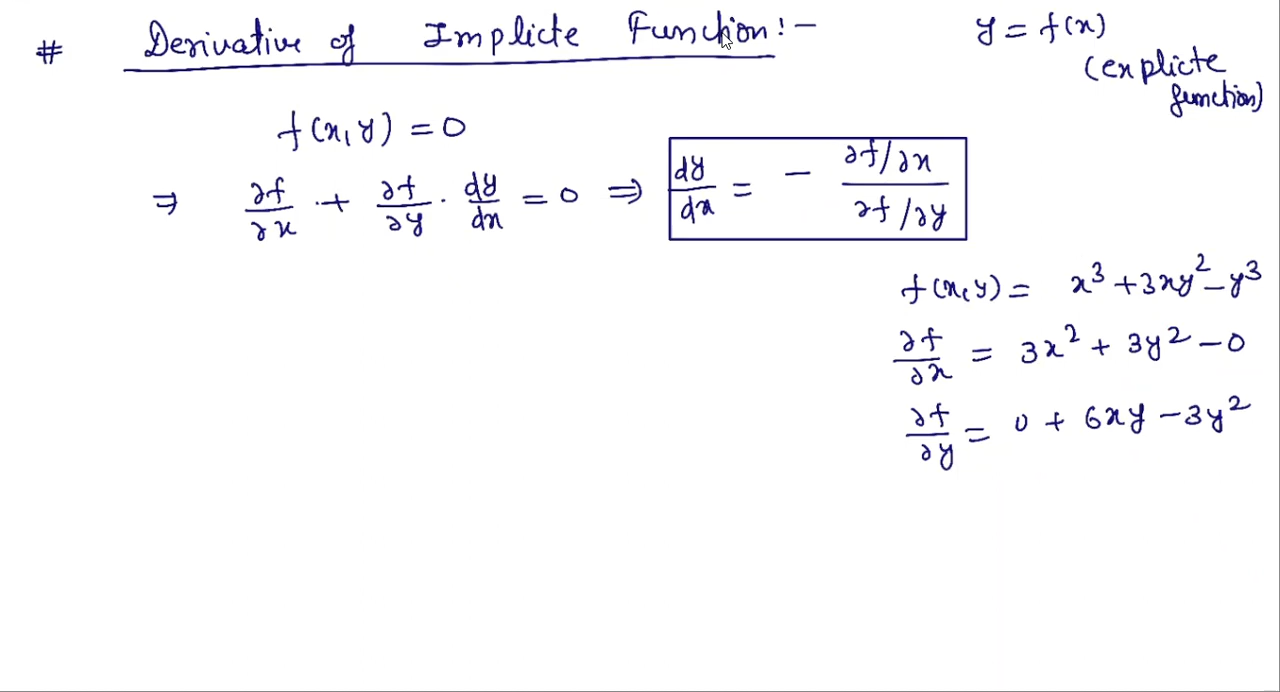 # Derivative of Implicte Function:-
y = f(x)
(explicte function)
f(x,y) = 0
⇒ ∂f/∂x + ∂f/∂y · dy/dx = 0 ⇒ dy/dx = - (∂f/∂x)/(∂f/∂y)
f(x,y) = x³ + 3xy² - y³
∂f/∂x = 3x² + 3y² - 0
∂f/∂y = 0 + 6xy - 3y²